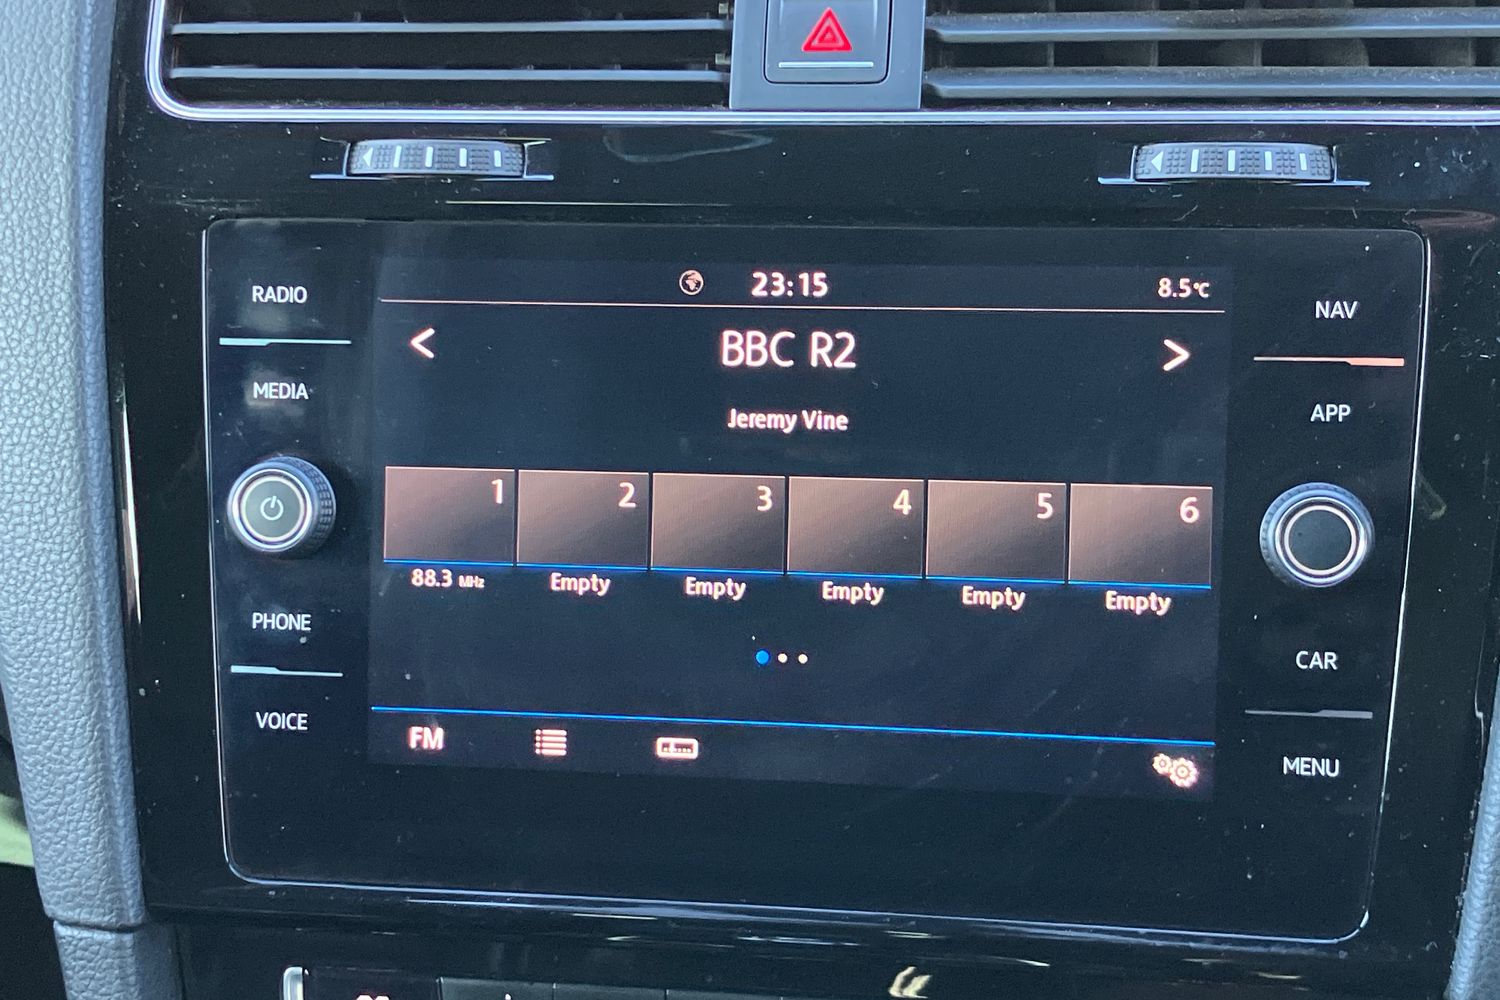 RADIO
MEDIA
PHONE
VOICE
23:15
8.5°C
< BBC R2 >
Jeremy Vine
1 2 3 4 5 6
88.3 MHz Empty Empty Empty Empty Empty
FM
NAV
APP
CAR
MENU